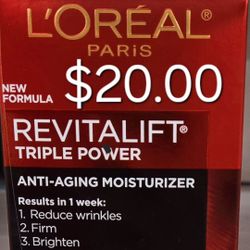 L'ORÉAL®
PARIS
NEW
FORMULA
$20.00
REVITALIFT®
TRIPLE POWER
ANTI-AGING MOISTURIZER
Results in 1 week:
1. Reduce wrinkles
2. Firm
3. Brighten